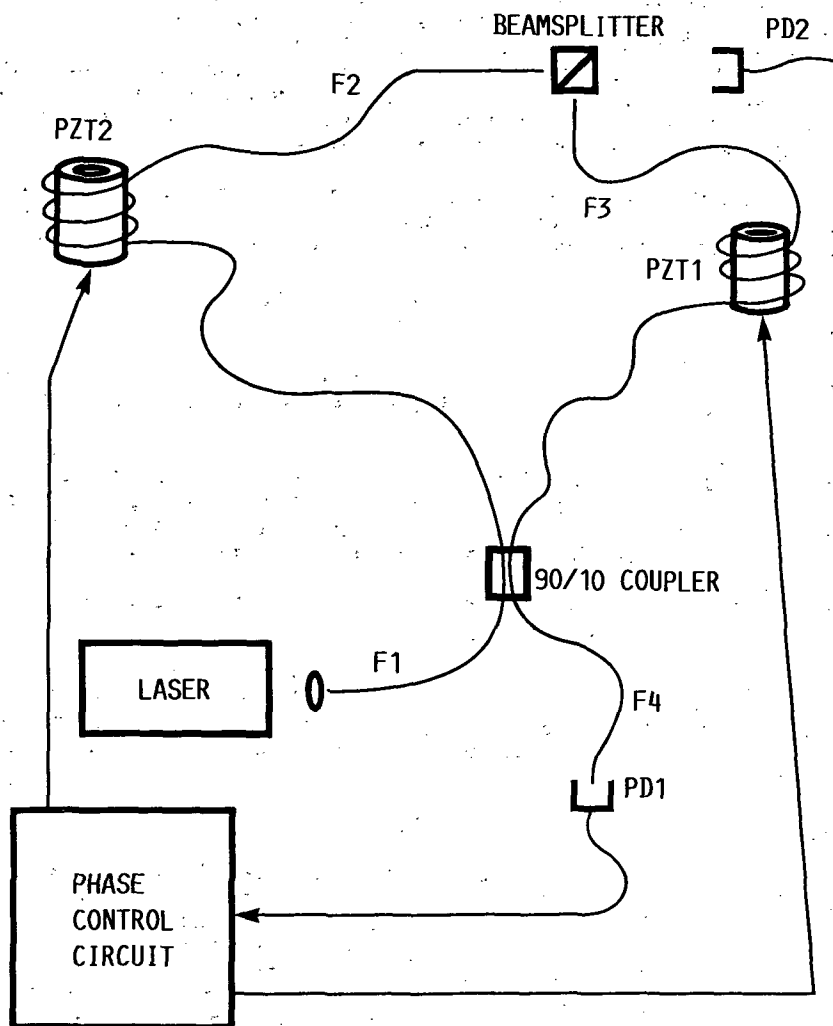 BEAMSPLITTER
PD2
F2
PZT2
F3
PZT1
90/10 COUPLER
F1
LASER
F4
PD1
PHASE
CONTROL
CIRCUIT